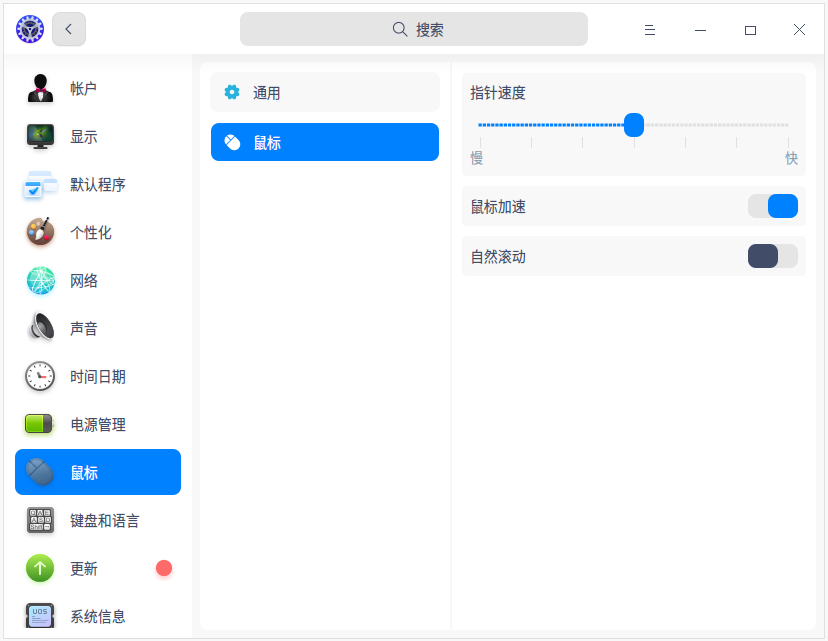 搜索
帐户
显示
默认程序
个性化
网络
声音
时间日期
电源管理
鼠标
键盘和语言
更新
UOS
系统信息
通用
鼠标
指针速度
慢 快
鼠标加速
自然滚动